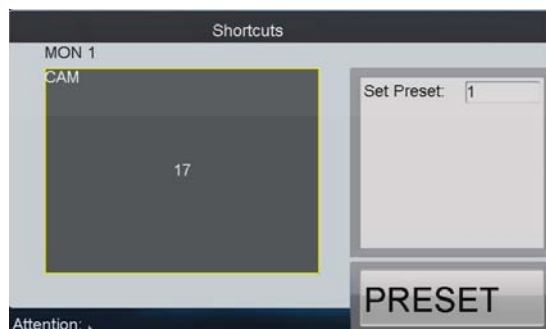 Shortcuts
MON 1
CAM
17
Set Preset: 1
PRESET
Attention: